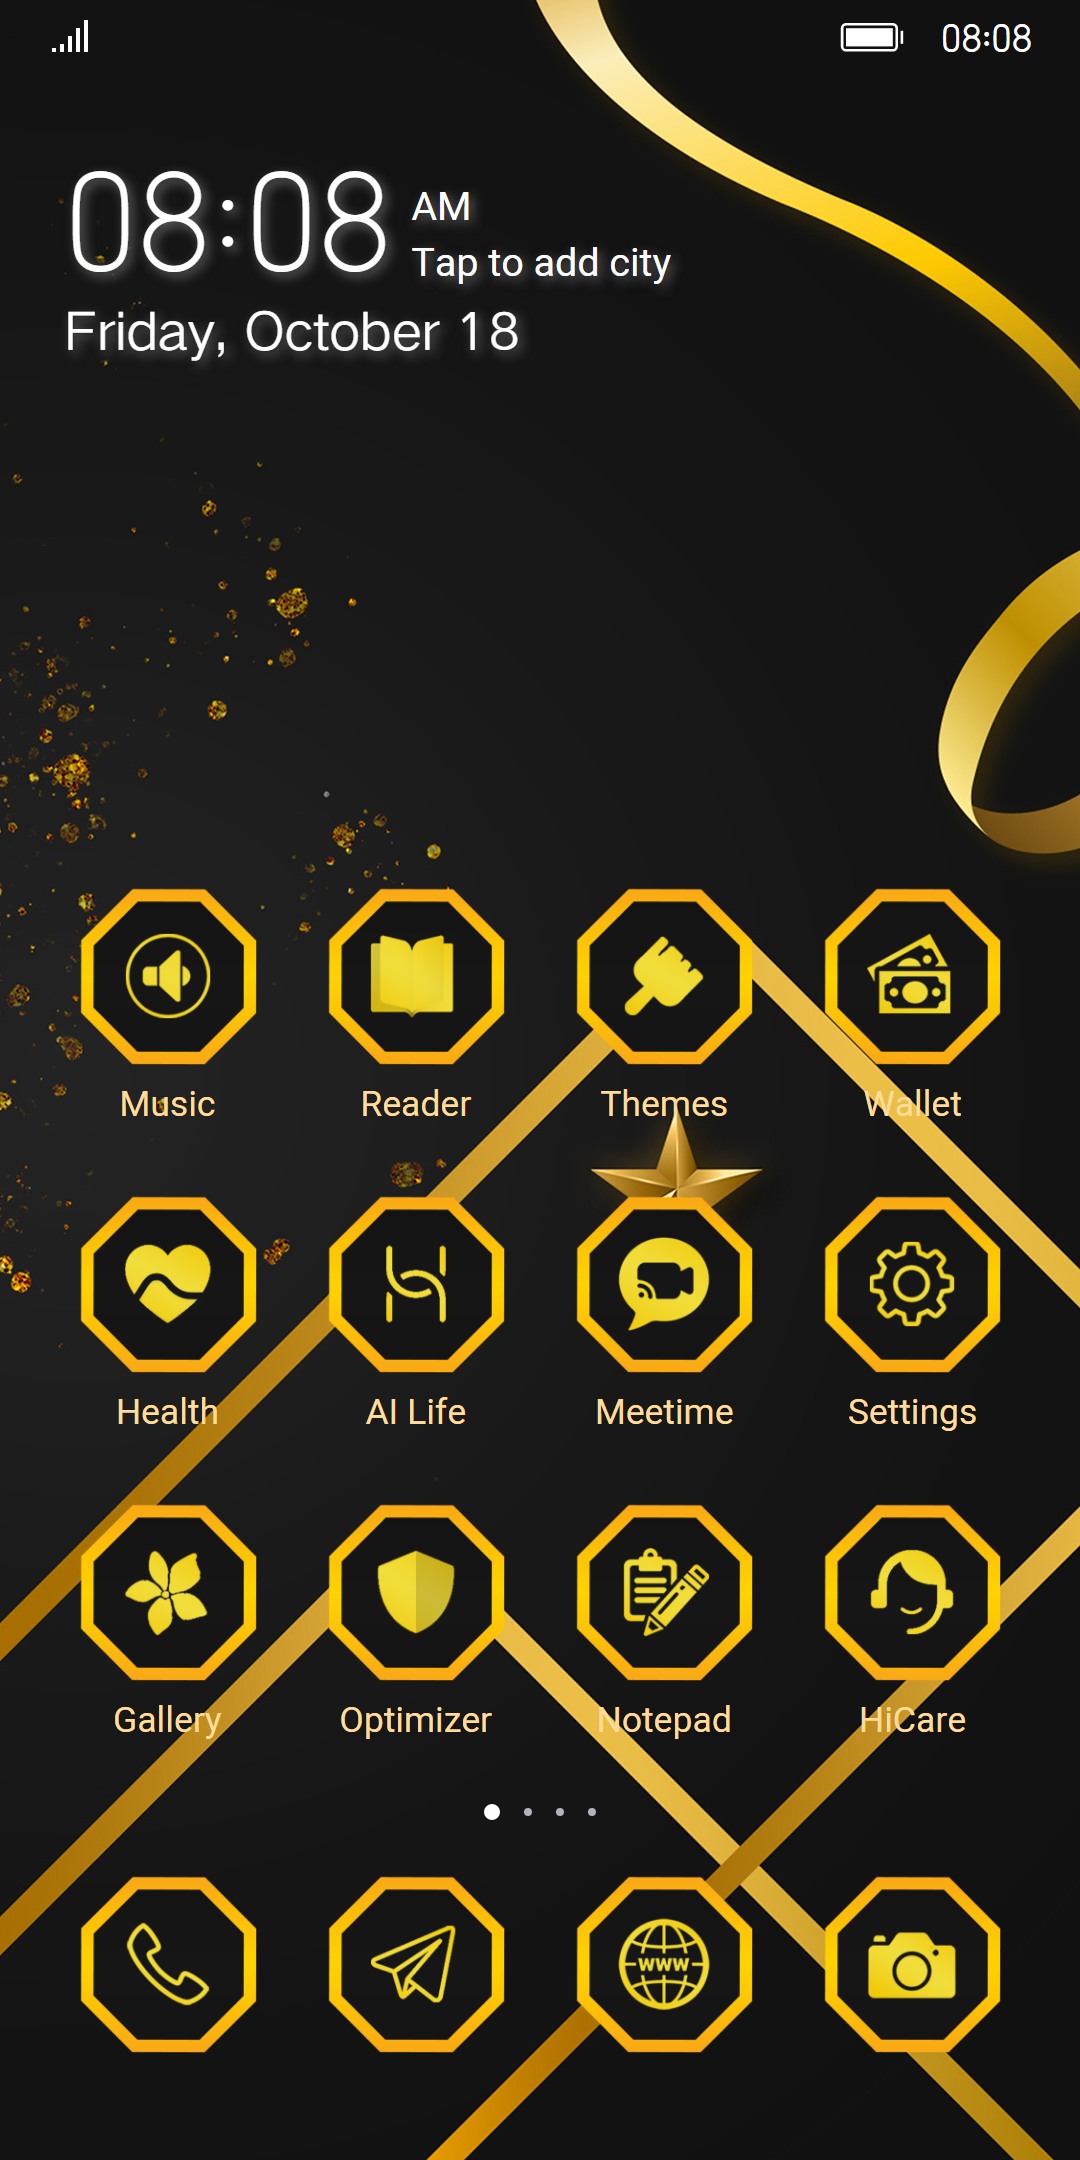 08:08
08:08 AM
Tap to add city
Friday, October 18
Music Reader Themes Wallet
Health AI Life Meetime Settings
Gallery Optimizer Notepad HiCare
WWW